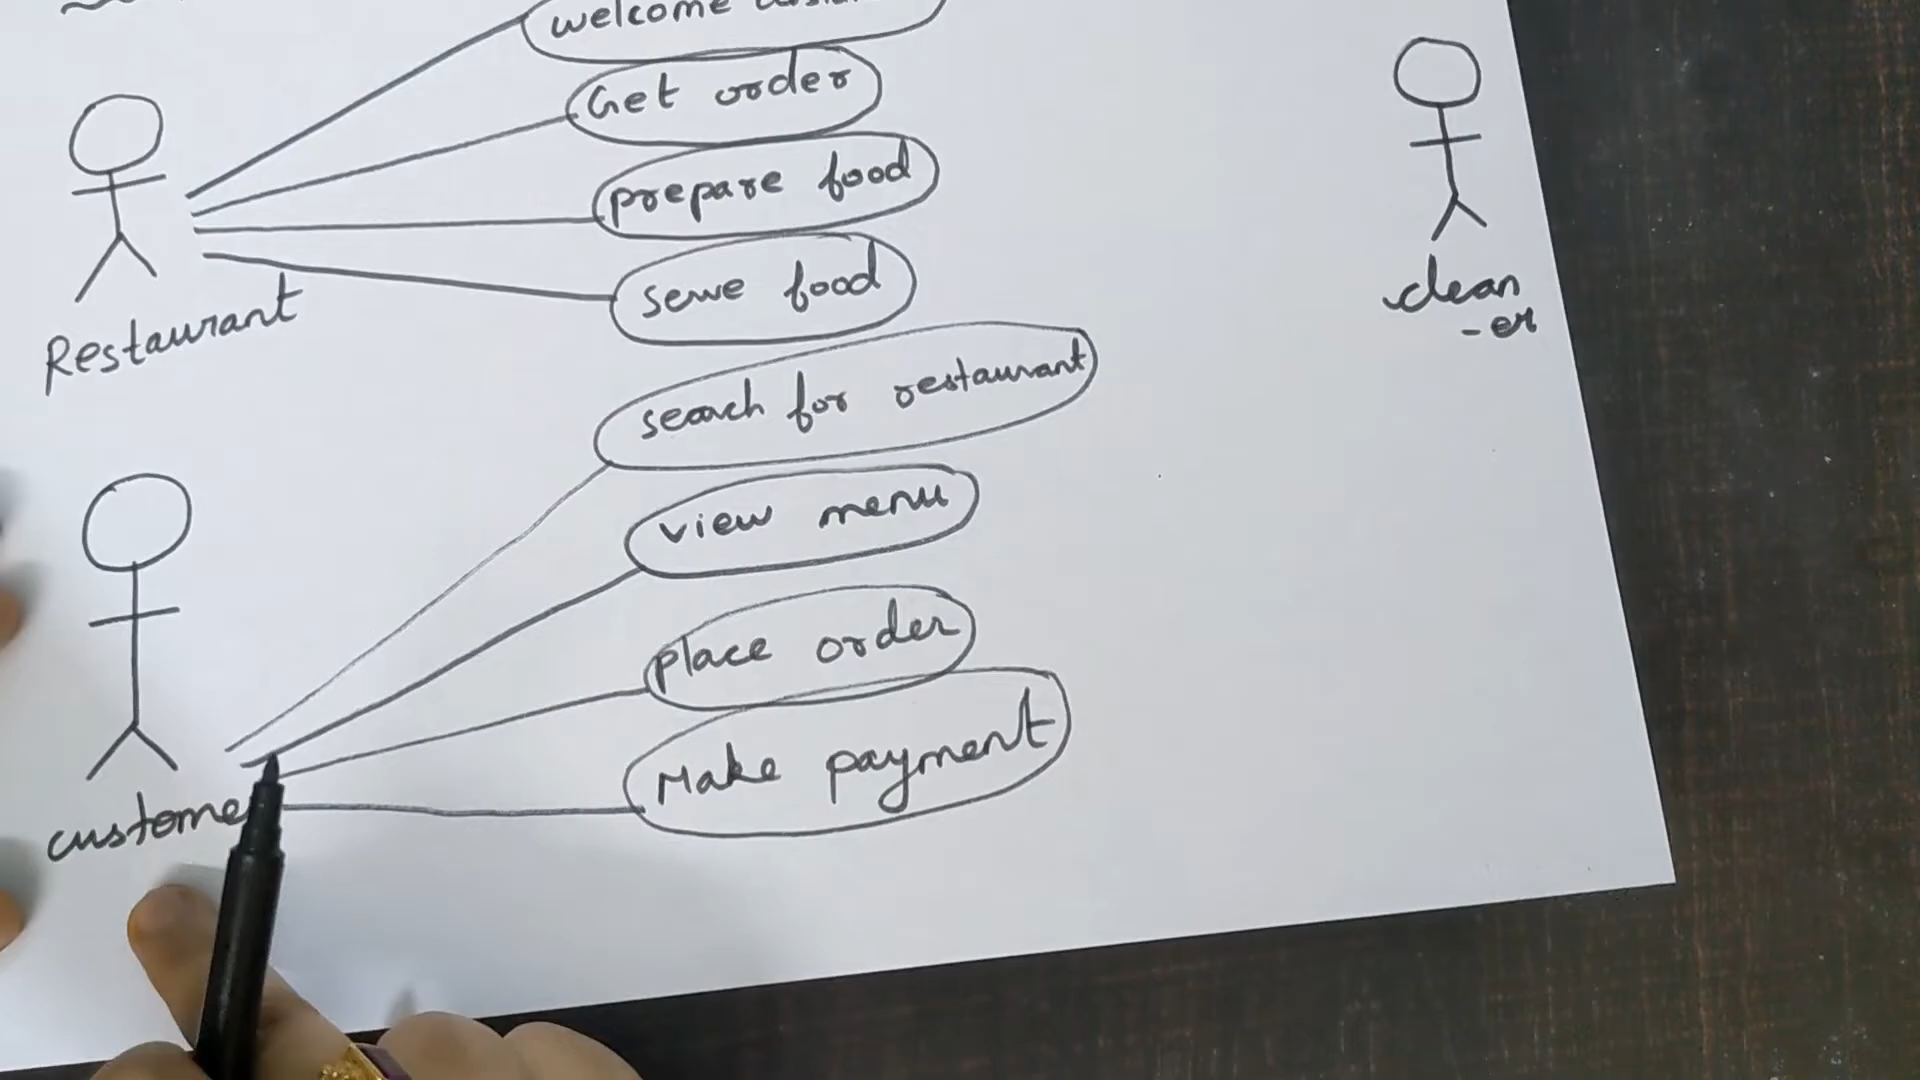 welcome
Get order
prepare food
serve food
Restaurant
search for restaurant
view menu
place order
Make payment
custome
clean
-er